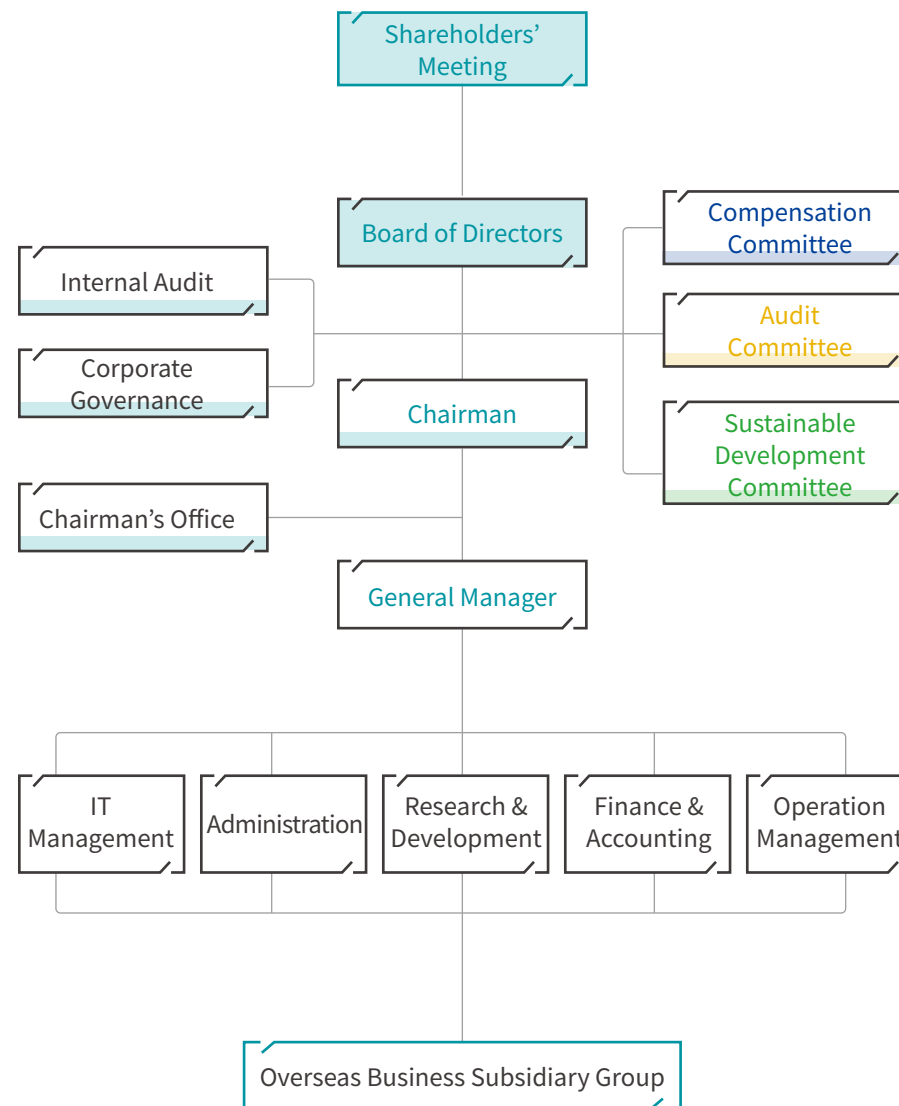 Shareholders’
Meeting
Board of Directors
Compensation
Committee
Internal Audit
Audit
Committee
Corporate
Governance
Chairman
Sustainable
Development
Committee
Chairman’s Office
General Manager
IT
Management
Administration
Research &
Development
Finance &
Accounting
Operation
Management
Overseas Business Subsidiary Group